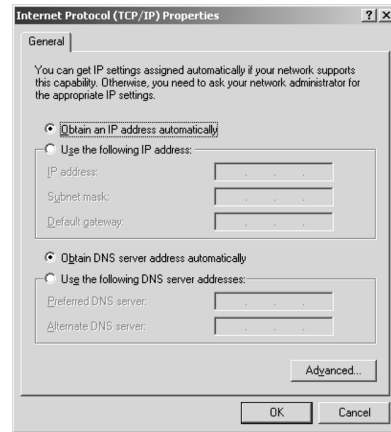 Internet Protocol (TCP/IP) Properties
General
You can get IP settings assigned automatically if your network supports
this capability. Otherwise, you need to ask your network administrator for
the appropriate IP settings.
Obtain an IP address automatically
Use the following IP address:
IP address:
Subnet mask:
Default gateway:
Obtain DNS server address automatically
Use the following DNS server addresses:
Preferred DNS server:
Alternate DNS server:
Advanced...
OK Cancel